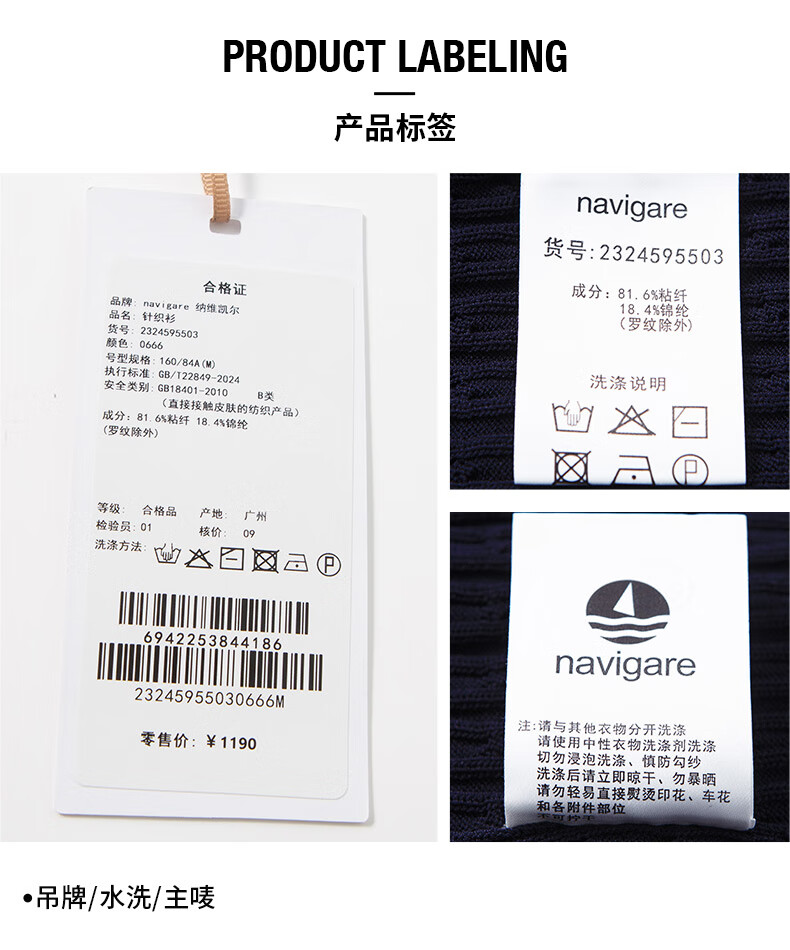 PRODUCT LABELING
产品标签
合格证
品牌: navigare 纳维凯尔
品名: 针织衫
货号: 2324595503
颜色: 0666
号型规格: 160/84A(M)
执行标准: GB/T22849-2024
安全类别: GB18401-2010 B类
(直接接触皮肤的纺织产品)
成分: 81.6%粘纤 18.4%锦纶
(罗纹除外)
等级: 合格品 产地: 广州
检验员: 01 核价: 09
洗涤方法:
P
6942253844186
23245955030666M
零售价: ¥1190
navigare
货号:2324595503
成分: 81.6%粘纤
18.4%锦纶
(罗纹除外)
洗涤说明
P
navigare
注:请与其他衣物分开洗涤
请使用中性衣物洗涤剂洗涤
切勿浸泡洗涤、慎防勾纱
洗涤后请立即晾干、勿暴晒
请勿轻易直接熨烫印花、车花
和各附件部位
不可拧干
•吊牌/水洗/主唛